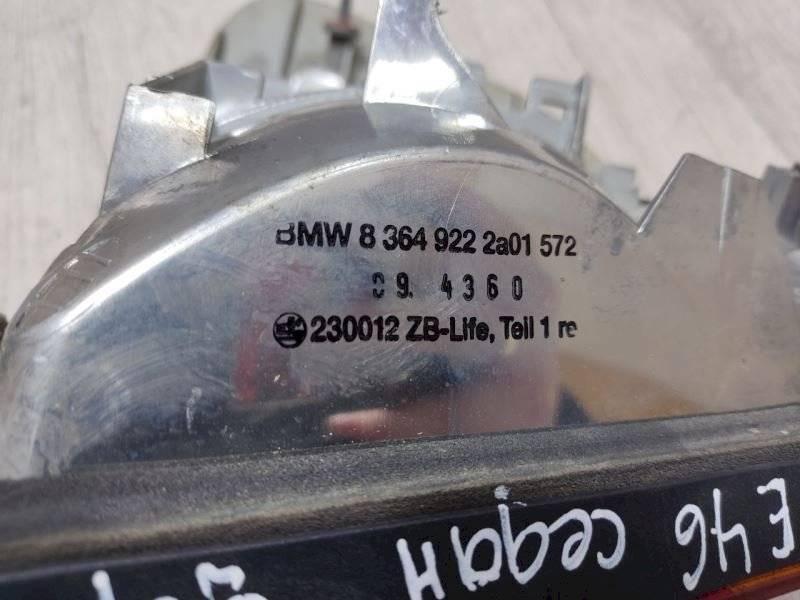 BMW 8 364 922 2a01 572
09. 4360
230012 ZB-Life, Teil 1 re
E46 седан